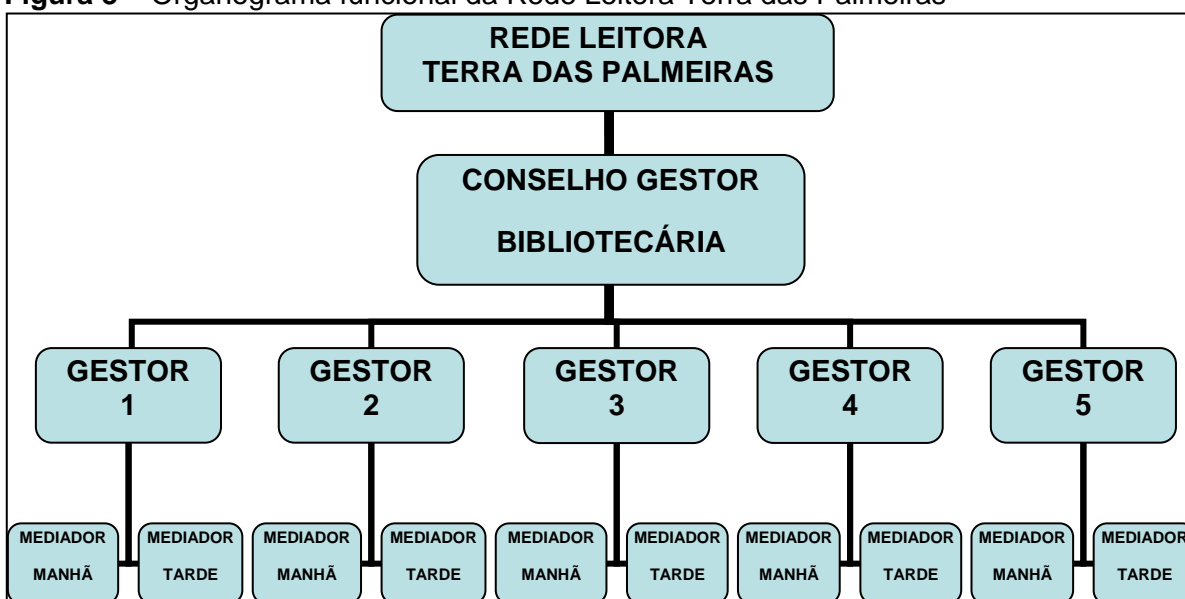 Figura 8 – Organograma funcional da Rede Leitora Terra das Palmeiras
REDE LEITORA
TERRA DAS PALMEIRAS
CONSELHO GESTOR
BIBLIOTECÁRIA
GESTOR
1
GESTOR
2
GESTOR
3
GESTOR
4
GESTOR
5
MEDIADOR
MANHÃ
MEDIADOR
TARDE
MEDIADOR
MANHÃ
MEDIADOR
TARDE
MEDIADOR
MANHÃ
MEDIADOR
TARDE
MEDIADOR
MANHÃ
MEDIADOR
TARDE
MEDIADOR
MANHÃ
MEDIADOR
TARDE